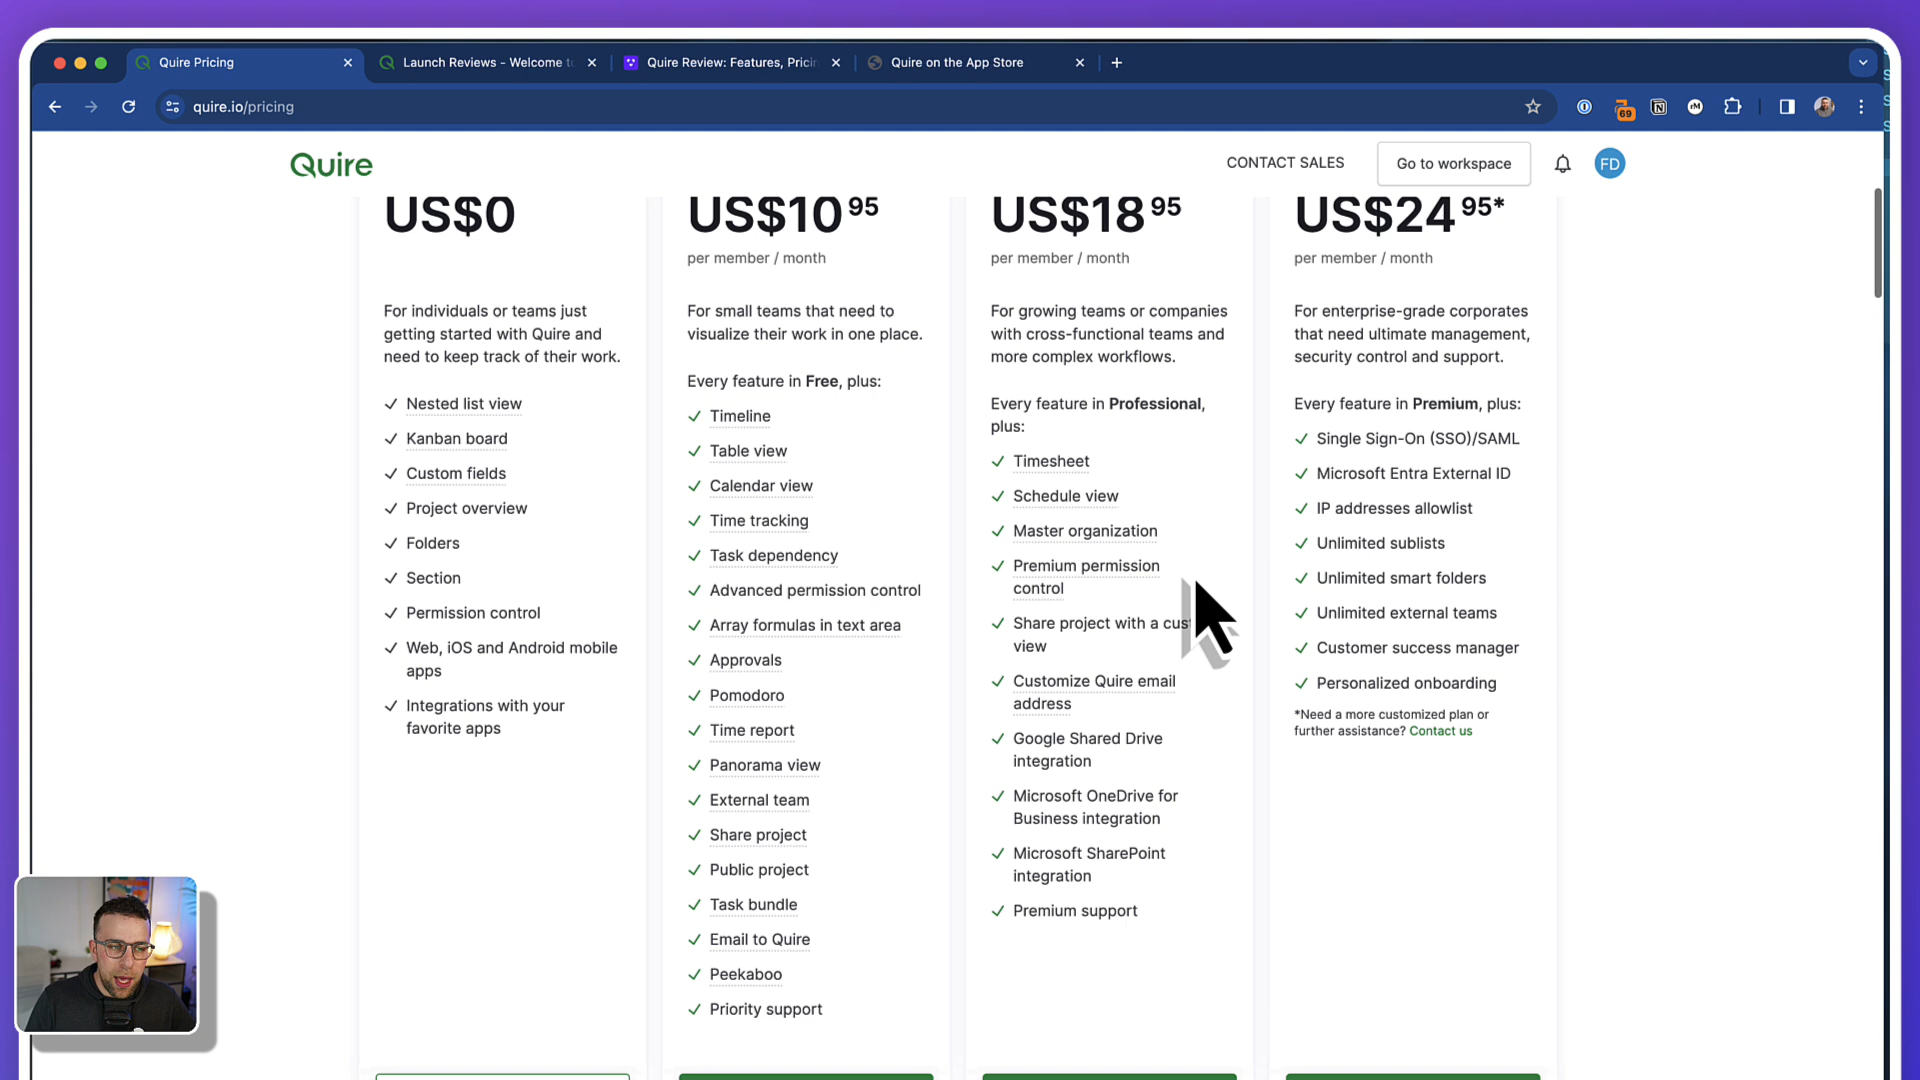 Quire Pricing
Launch Reviews - Welcome to
Quire Review: Features, Pricin
Quire on the App Store
quire.io/pricing
69
Quire
CONTACT SALES
Go to workspace
FD
US$0
For individuals or teams just
getting started with Quire and
need to keep track of their work.
Nested list view
Kanban board
Custom fields
Project overview
Folders
Section
Permission control
Web, iOS and Android mobile
apps
Integrations with your
favorite apps
US$10 95
per member / month
For small teams that need to
visualize their work in one place.
Every feature in Free, plus:
Timeline
Table view
Calendar view
Time tracking
Task dependency
Advanced permission control
Array formulas in text area
Approvals
Pomodoro
Time report
Panorama view
External team
Share project
Public project
Task bundle
Email to Quire
Peekaboo
Priority support
US$18 95
per member / month
For growing teams or companies
with cross-functional teams and
more complex workflows.
Every feature in Professional,
plus:
Timesheet
Schedule view
Master organization
Premium permission
control
Share project with a cus
view
Customize Quire email
address
Google Shared Drive
integration
Microsoft OneDrive for
Business integration
Microsoft SharePoint
integration
Premium support
US$24 95*
per member / month
For enterprise-grade corporates
that need ultimate management,
security control and support.
Every feature in Premium, plus:
Single Sign-On (SSO)/SAML
Microsoft Entra External ID
IP addresses allowlist
Unlimited sublists
Unlimited smart folders
Unlimited external teams
Customer success manager
Personalized onboarding
*Need a more customized plan or
further assistance? Contact us